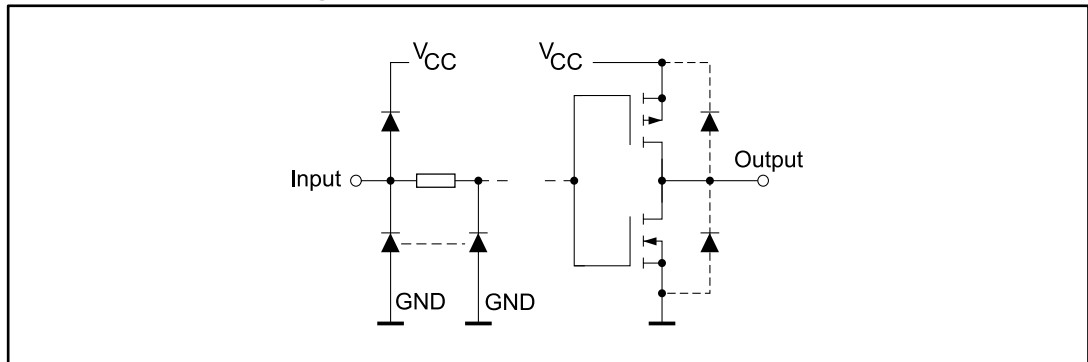 VCC
VCC
Input
Output
GND
GND